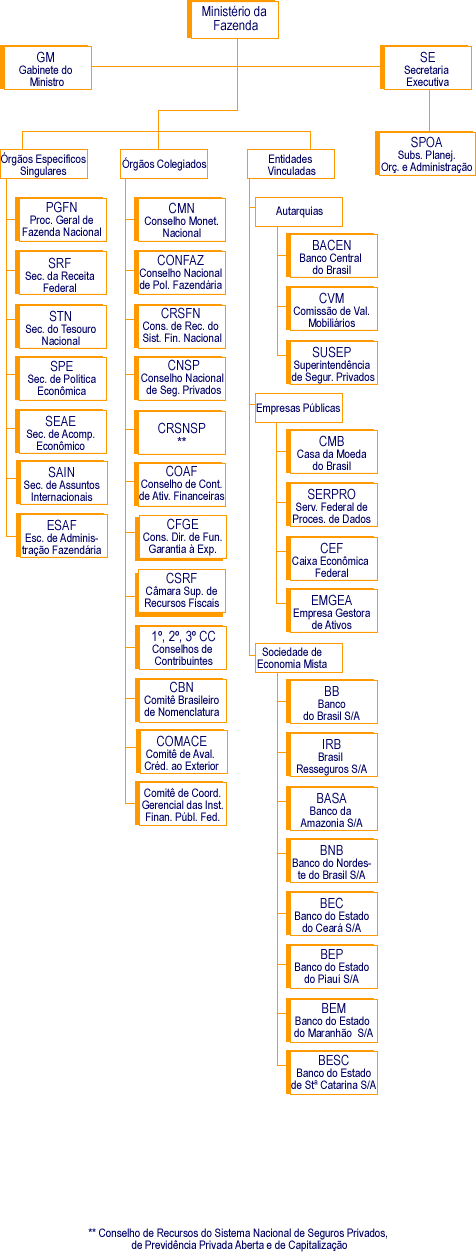 Ministério da
Fazenda
GM
Gabinete do
Ministro
SE
Secretaria
Executiva
SPOA
Subs. Planej.
Orç. e Administração
Órgãos Específicos
Singulares
PGFN
Proc. Geral de
Fazenda Nacional
SRF
Sec. da Receita
Federal
STN
Sec. do Tesouro
Nacional
SPE
Sec. de Política
Econômica
SEAE
Sec. de Acomp.
Econômico
SAIN
Sec. de Assuntos
Internacionais
ESAF
Esc. de Adminis-
tração Fazendária
Órgãos Colegiados
CMN
Conselho Monet.
Nacional
CONFAZ
Conselho Nacional
de Pol. Fazendária
CRSFN
Cons. de Rec. do
Sist. Fin. Nacional
CNSP
Conselho Nacional
de Seg. Privados
CRSNSP
**
COAF
Conselho de Cont.
de Ativ. Financeiras
CFGE
Cons. Dir. de Fun.
Garantia à Exp.
CSRF
Câmara Sup. de
Recursos Fiscais
1º, 2º, 3º CC
Conselhos de
Contribuintes
CBN
Comitê Brasileiro
de Nomenclatura
COMACE
Comitê de Aval.
Créd. ao Exterior
Comitê de Coord.
Gerencial das Inst.
Finan. Públ. Fed.
Entidades
Vinculadas
Autarquias
BACEN
Banco Central
do Brasil
CVM
Comissão de Val.
Mobiliários
SUSEP
Superintendência
de Segur. Privados
Empresas Públicas
CMB
Casa da Moeda
do Brasil
SERPRO
Serv. Federal de
Proces. de Dados
CEF
Caixa Econômica
Federal
EMGEA
Empresa Gestora
de Ativos
Sociedade de
Economia Mista
BB
Banco
do Brasil S/A
IRB
Brasil
Resseguros S/A
BASA
Banco da
Amazonia S/A
BNB
Banco do Nordes-
te do Brasil S/A
BEC
Banco do Estado
do Ceará S/A
BEP
Banco do Estado
do Piauí S/A
BEM
Banco do Estado
do Maranhão S/A
BESC
Banco do Estado
de Stª Catarina S/A
** Conselho de Recursos do Sistema Nacional de Seguros Privados,
de Previdência Privada Aberta e de Capitalização